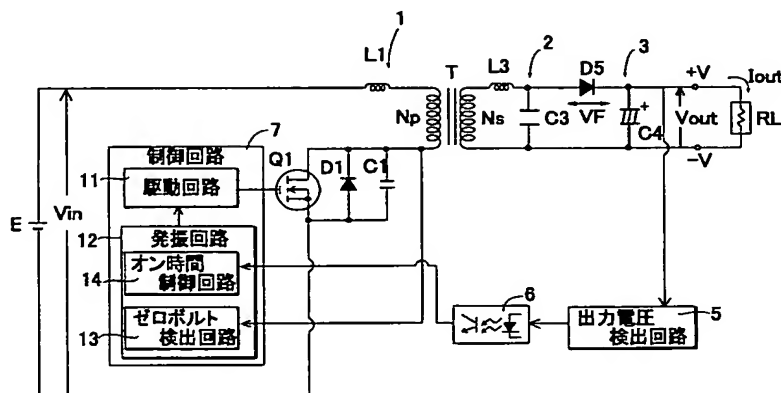 1
L1
T
L3
2
D5
3
+V
Iout
Np
Ns
C3
VF
+
C4
Vout
RL
-V
7
制御回路
Q1
D1
C1
11
駆動回路
E
Vin
12
発振回路
オン時間
制御回路
14
ゼロボルト
検出回路
13
6
出力電圧
検出回路
5